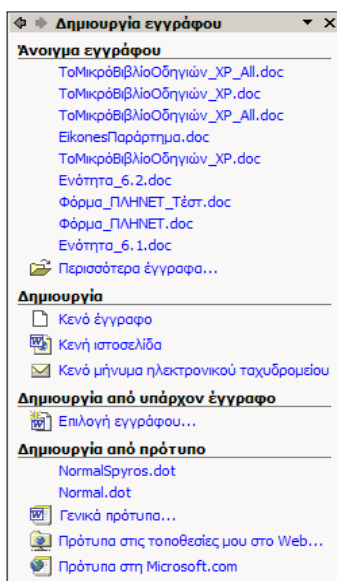 Δημιουργία εγγράφου
Άνοιγμα εγγράφου
ΤοΜικρόΒιβλίοΟδηγιών_XP_All.doc
ΤοΜικρόΒιβλίοΟδηγιών_XP.doc
ΤοΜικρόΒιβλίοΟδηγιών_XP_All.doc
EikonesΠαράρτημα.doc
ΤοΜικρόΒιβλίοΟδηγιών_XP.doc
Ενότητα_6.2.doc
Φόρμα_ΠΛΗΝΕΤ_Τέστ.doc
Φόρμα_ΠΛΗΝΕΤ.doc
Ενότητα_6.1.doc
Περισσότερα έγγραφα...
Δημιουργία
Κενό έγγραφο
Κενή ιστοσελίδα
Κενό μήνυμα ηλεκτρονικού ταχυδρομείου
Δημιουργία από υπάρχον έγγραφο
Επιλογή εγγράφου...
Δημιουργία από πρότυπο
NormalSpyros.dot
Normal.dot
Γενικά πρότυπα...
Πρότυπα στις τοποθεσίες μου στο Web...
Πρότυπα στη Microsoft.com